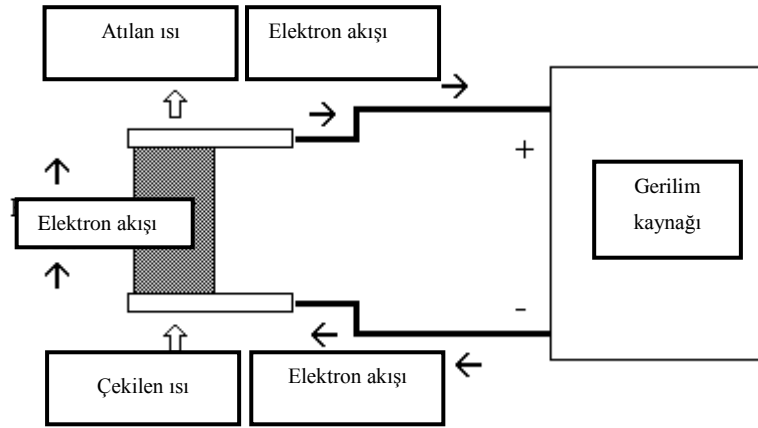 Atılan ısı
Elektron akışı
+
Gerilim
kaynağı
Elektron akışı
-
Çekilen ısı
Elektron akışı